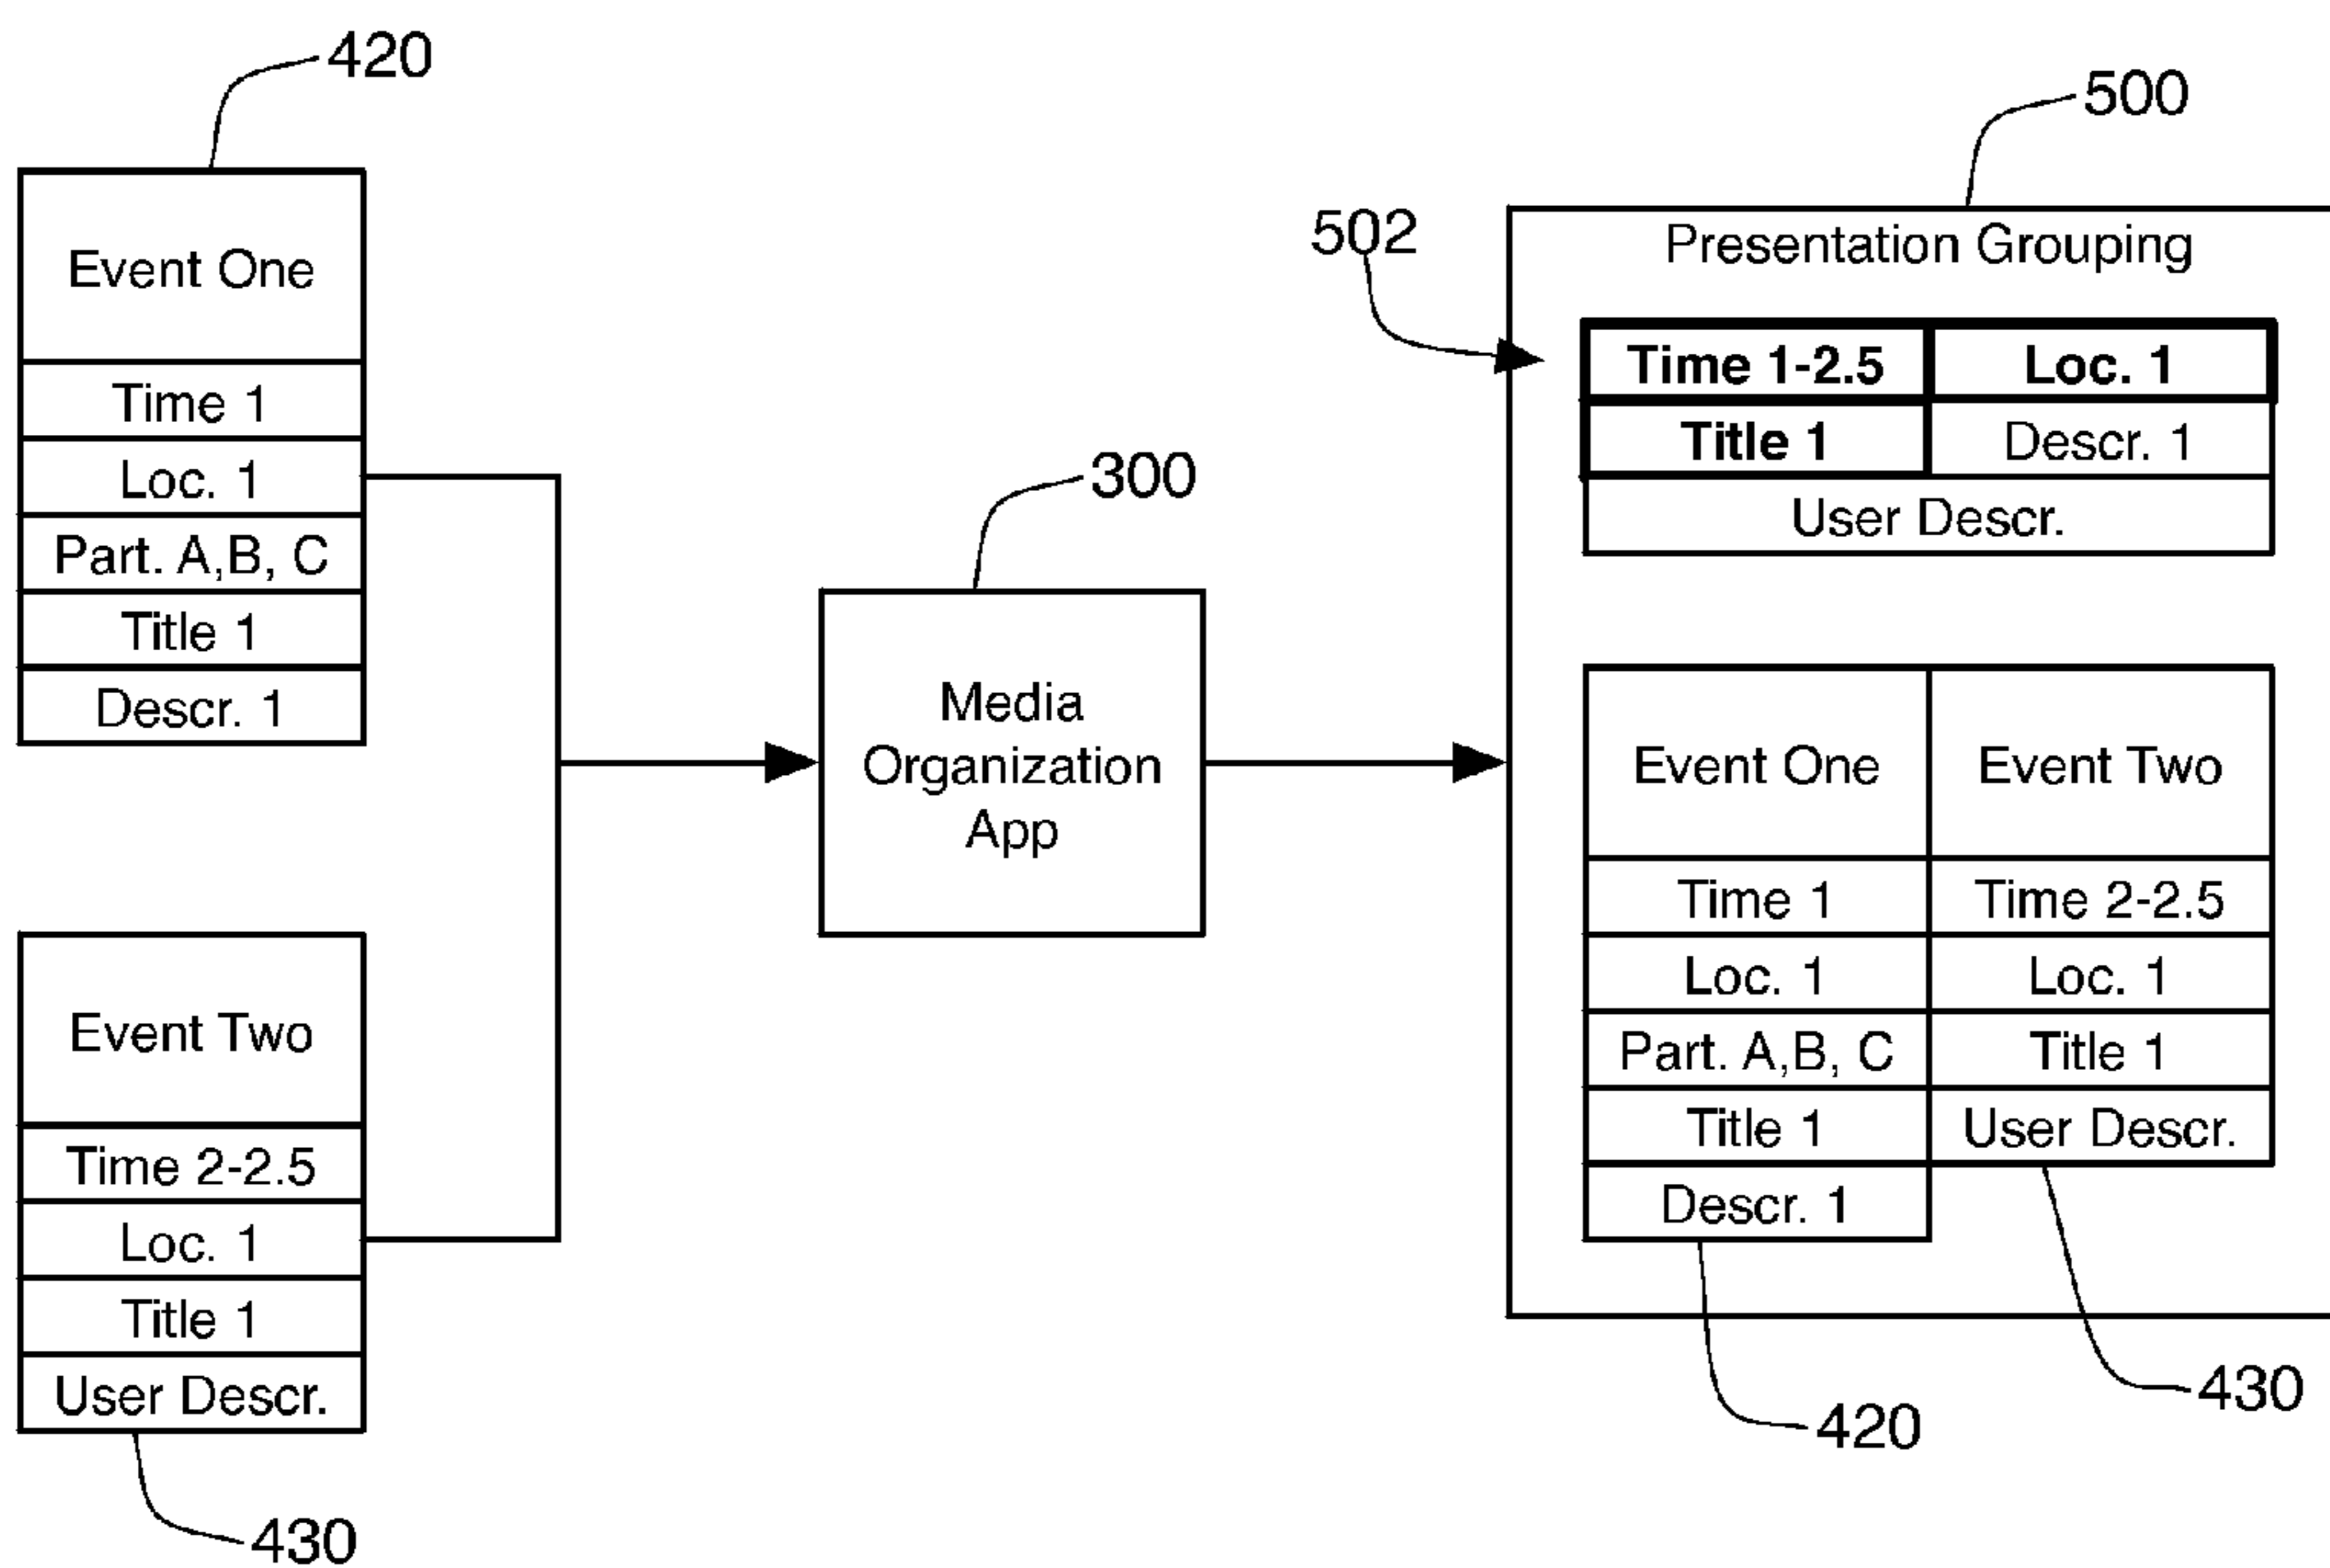 420
Event One
Time 1
Loc. 1
Part. A,B, C
Title 1
Descr. 1
Event Two
Time 2-2.5
Loc. 1
Title 1
User Descr.
430
300
Media
Organization
App
500
502
Presentation Grouping
Time 1-2.5 Loc. 1
Title 1 Descr. 1
User Descr.
Event One Event Two
Time 1 Time 2-2.5
Loc. 1 Loc. 1
Part. A,B, C Title 1
Title 1 User Descr.
Descr. 1
430
420